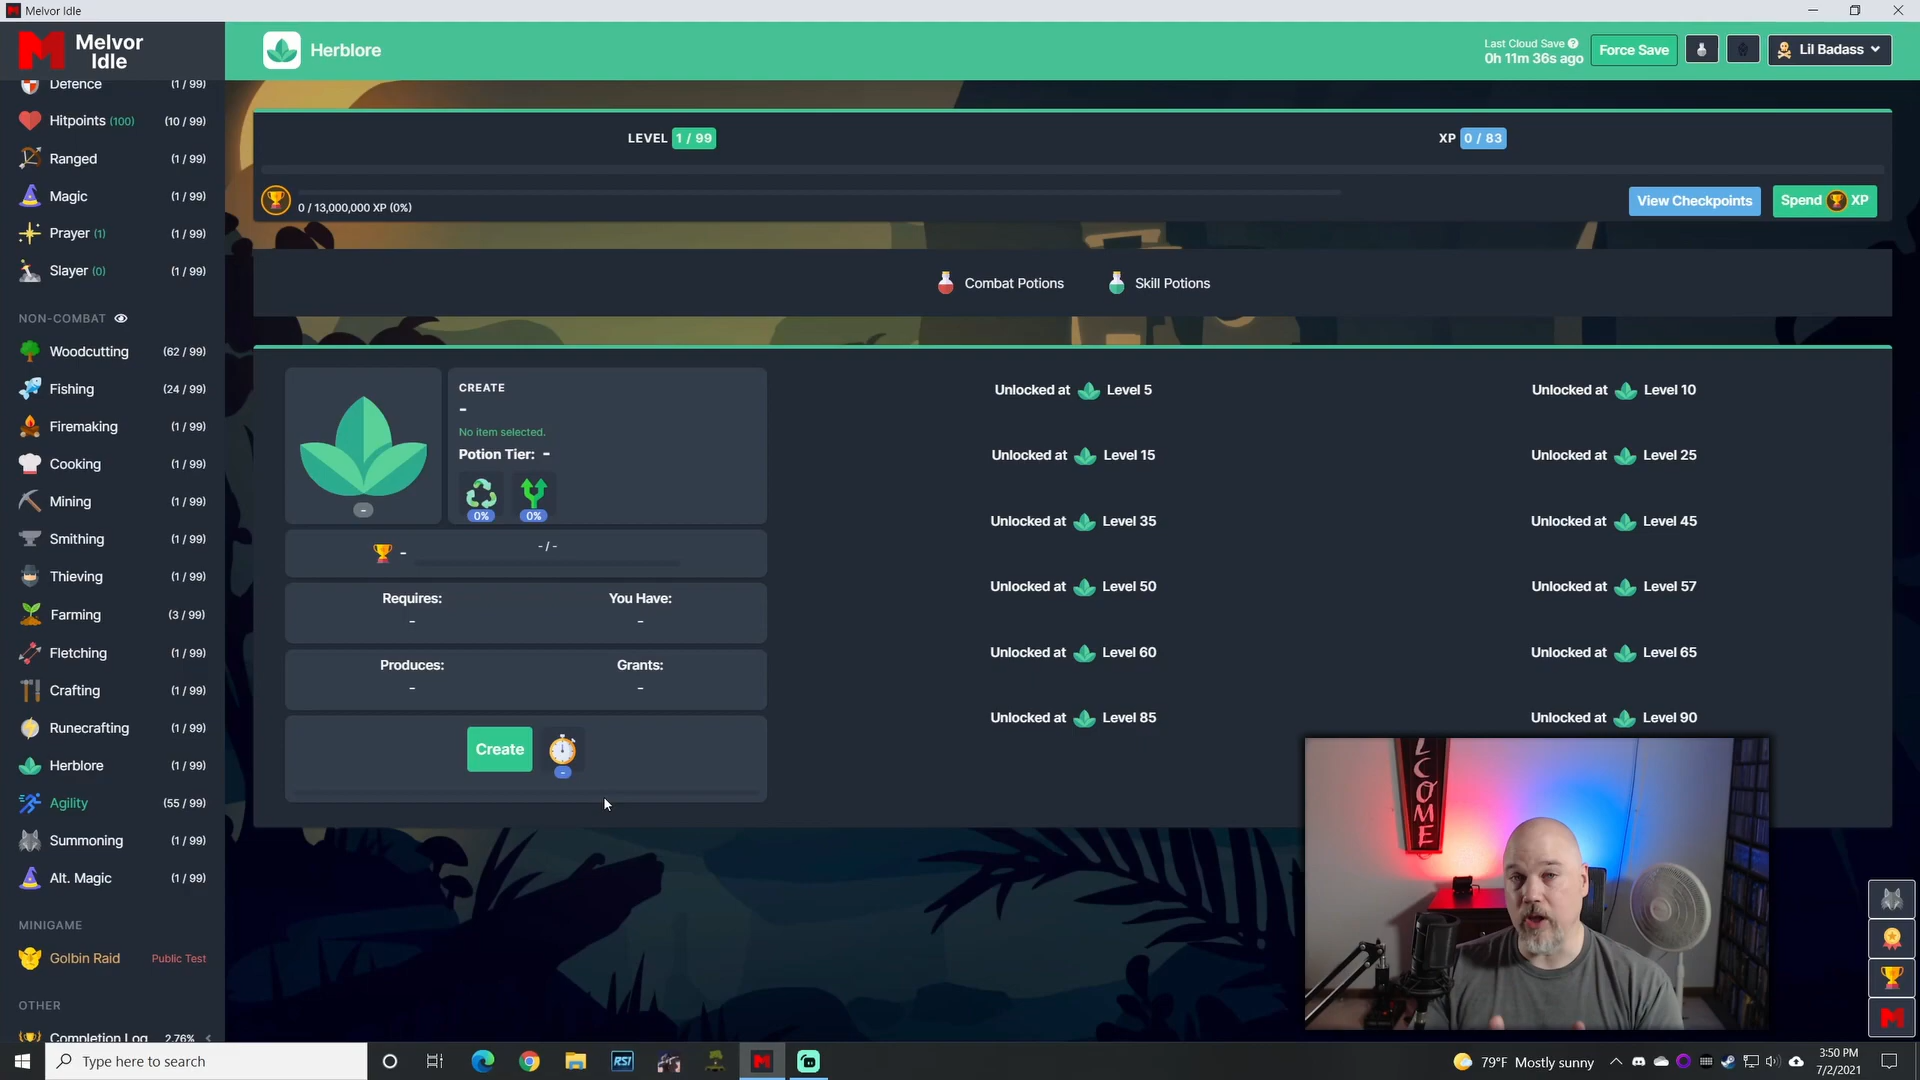 Melvor Idle
Melvor
Idle
Herblore
Last Cloud Save
0h 11m 36s ago
Force Save
Lil Badass
Defence (1 / 99)
Hitpoints (100) (10 / 99)
Ranged (1 / 99)
Magic (1 / 99)
Prayer (1) (1 / 99)
Slayer (0) (1 / 99)
NON-COMBAT
Woodcutting (62 / 99)
Fishing (24 / 99)
Firemaking (1 / 99)
Cooking (1 / 99)
Mining (1 / 99)
Smithing (1 / 99)
Thieving (1 / 99)
Farming (3 / 99)
Fletching (1 / 99)
Crafting (1 / 99)
Runecrafting (1 / 99)
Herblore (1 / 99)
Agility (55 / 99)
Summoning (1 / 99)
Alt. Magic (1 / 99)
MINIGAME
Golbin Raid Public Test
OTHER
Completion Log 2.76%
LEVEL 1 / 99
XP 0 / 83
0 / 13,000,000 XP (0%)
View Checkpoints
Spend XP
Combat Potions
Skill Potions
CREATE
-
No item selected.
Potion Tier: -
0% 0%
-
- - / -
Requires: You Have:
- -
Produces: Grants:
- -
Create
-
Unlocked at Level 5
Unlocked at Level 10
Unlocked at Level 15
Unlocked at Level 25
Unlocked at Level 35
Unlocked at Level 45
Unlocked at Level 50
Unlocked at Level 57
Unlocked at Level 60
Unlocked at Level 65
Unlocked at Level 85
Unlocked at Level 90
LCOME
Type here to search
RSI
79°F Mostly sunny
3:50 PM
7/2/2021